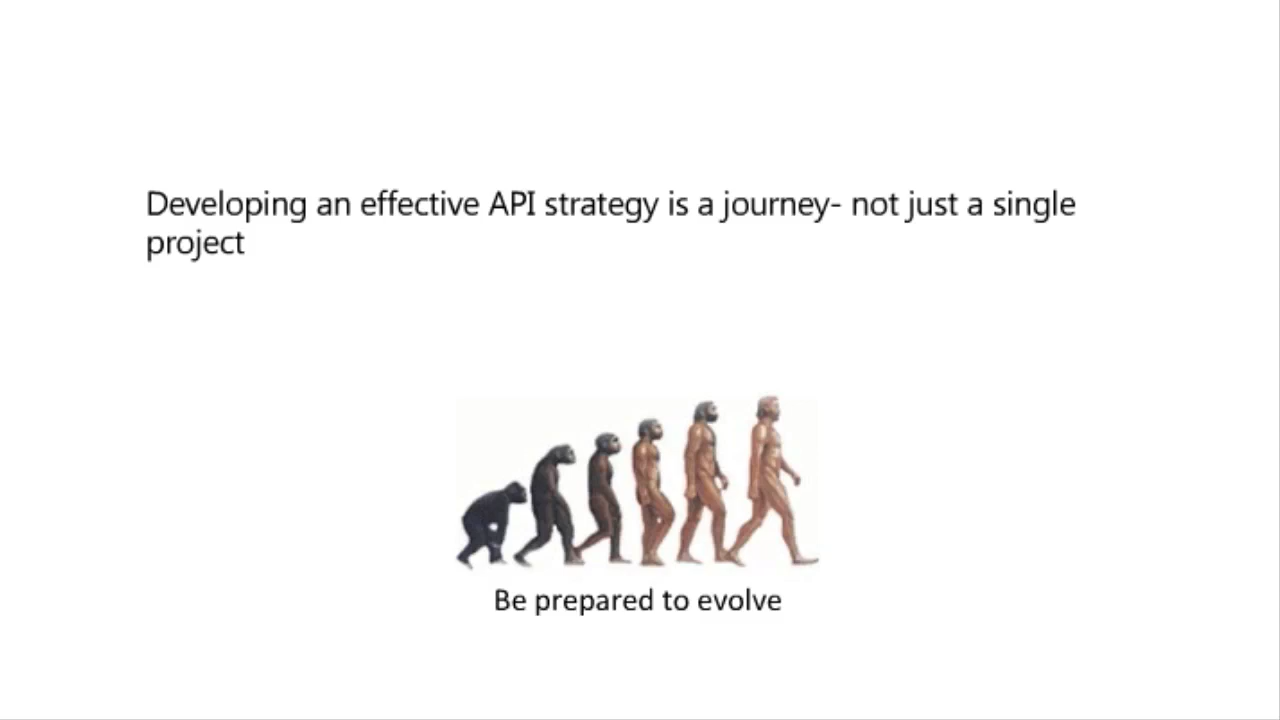 Developing an effective API strategy is a journey- not just a single
project
Be prepared to evolve